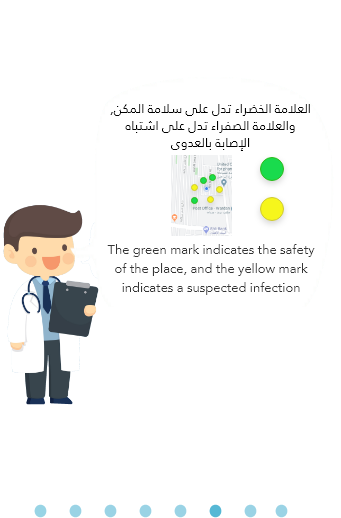 العلامة الخضراء تدل على سلامة المكن,
والعلامة الصفراء تدل على اشتباه
الإصابة بالعدوى
The green mark indicates the safety
of the place, and the yellow mark
indicates a suspected infection